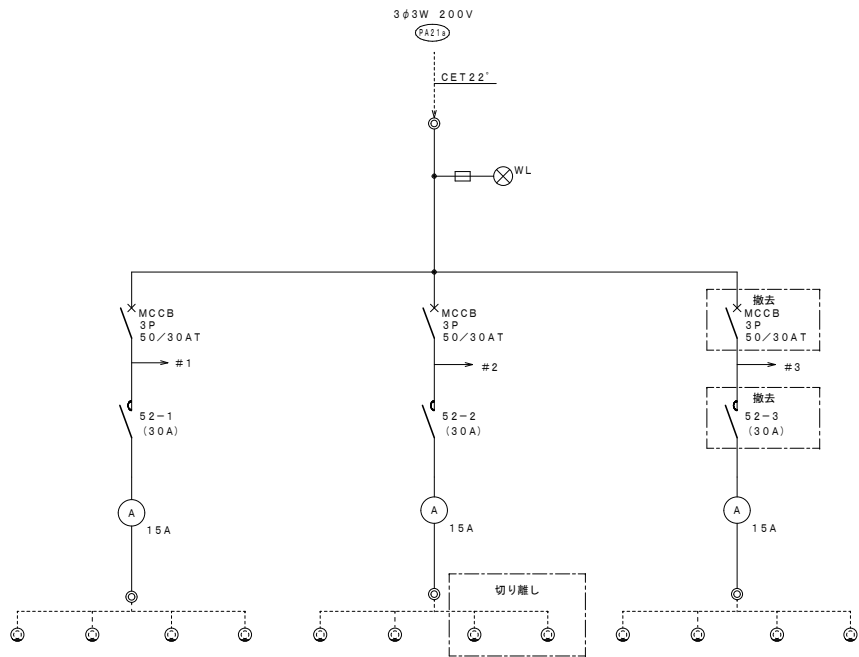 3φ3W 200V
PA21a
CET22°
WL
MCCB
3P
50/30AT
#1
52-1
(30A)
A
15A
MCCB
3P
50/30AT
#2
52-2
(30A)
A
15A
切り離し
撤去
MCCB
3P
50/30AT
#3
撤去
52-3
(30A)
A
15A